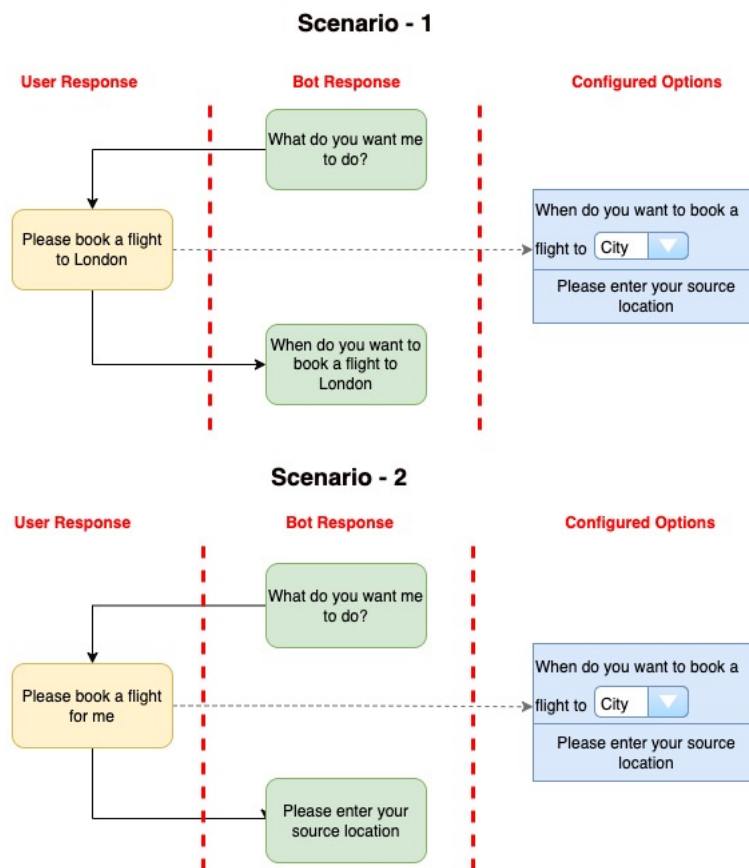 Scenario - 1
User Response
Bot Response
Configured Options
What do you want me
to do?
Please book a flight
to London
When do you want to book a
flight to City
Please enter your source
location
When do you want to
book a flight to
London
Scenario - 2
User Response
Bot Response
Configured Options
What do you want me
to do?
Please book a flight
for me
When do you want to book a
flight to City
Please enter your source
location
Please enter your
source location